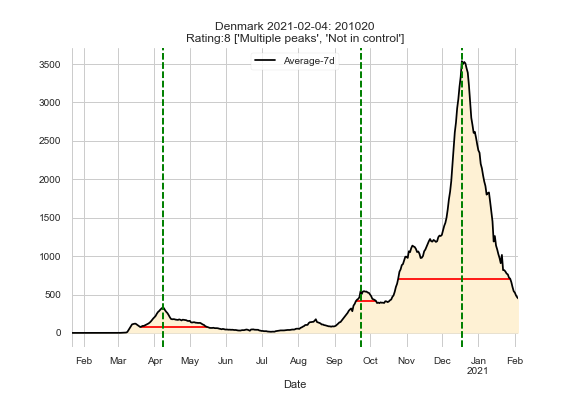 Denmark 2021-02-04: 201020
Rating:8 ['Multiple peaks', 'Not in control']
Average-7d
3500
3000
2500
2000
1500
1000
500
0
Feb Mar Apr May Jun Jul Aug Sep Oct Nov Dec Jan Feb
2021
Date